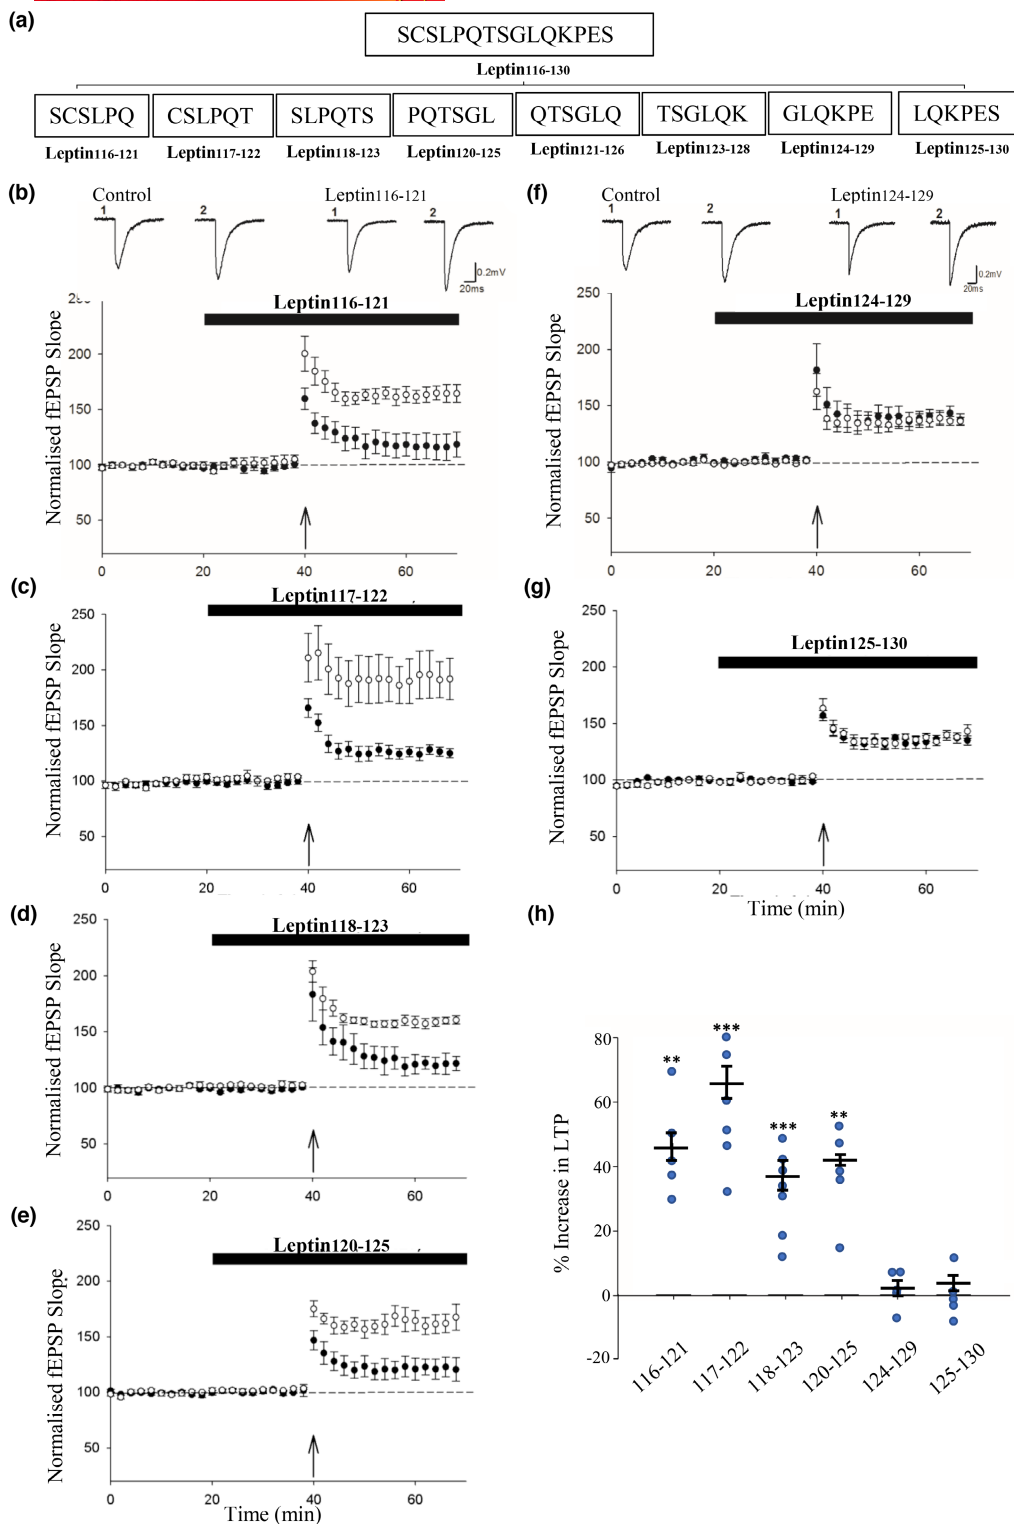 (a)
SCSLPQTSGLQKPES
Leptin116-130
SCSLPQ CSLPQT SLPQTS PQTSGL QTSGLQ TSGLQK GLQKPE LQKPES
Leptin116-121 Leptin117-122 Leptin118-123 Leptin120-125 Leptin121-126 Leptin123-128 Leptin124-129 Leptin125-130
(b)
Control Leptin116-121
1 2 1 2
0.2mV
20ms
Leptin116-121
Normalised fEPSP Slope
200
150
100
50
0 20 40 60
(c)
Leptin117-122
Normalised fEPSP Slope
250
200
150
100
50
0 20 40 60
(d)
Leptin118-123
Normalised fEPSP Slope
250
200
150
100
50
0 20 40 60
(e)
Leptin120-125
Normalised fEPSP Slope
250
200
150
100
50
0 20 40 60
Time (min)
(f)
Control Leptin124-129
1 2 1 2
0.2mV
20ms
Leptin124-129
Normalised fEPSP Slope
250
200
150
100
50
0 20 40 60
(g)
Leptin125-130
Normalised fEPSP Slope
250
200
150
100
50
0 20 40 60
Time (min)
(h)
% Increase in LTP
80
60
40
20
0
-20
** *** *** **
116-121 117-122 118-123 120-125 124-129 125-130